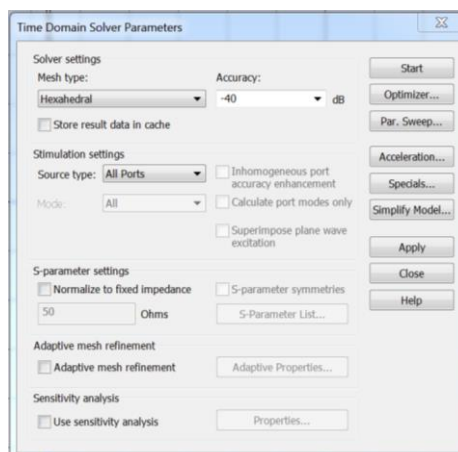 Time Domain Solver Parameters
Solver settings
Mesh type:
Accuracy:
Hexahedral
-40
dB
Store result data in cache
Stimulation settings
Source type:
All Ports
Inhomogeneous port
accuracy enhancement
Mode:
All
Calculate port modes only
Superimpose plane wave
excitation
S-parameter settings
Normalize to fixed impedance
S-parameter symmetries
50
Ohms
S-Parameter List...
Adaptive mesh refinement
Adaptive mesh refinement
Adaptive Properties...
Sensitivity analysis
Use sensitivity analysis
Properties...
Start
Optimizer...
Par. Sweep...
Acceleration...
Specials...
Simplify Model...
Apply
Close
Help